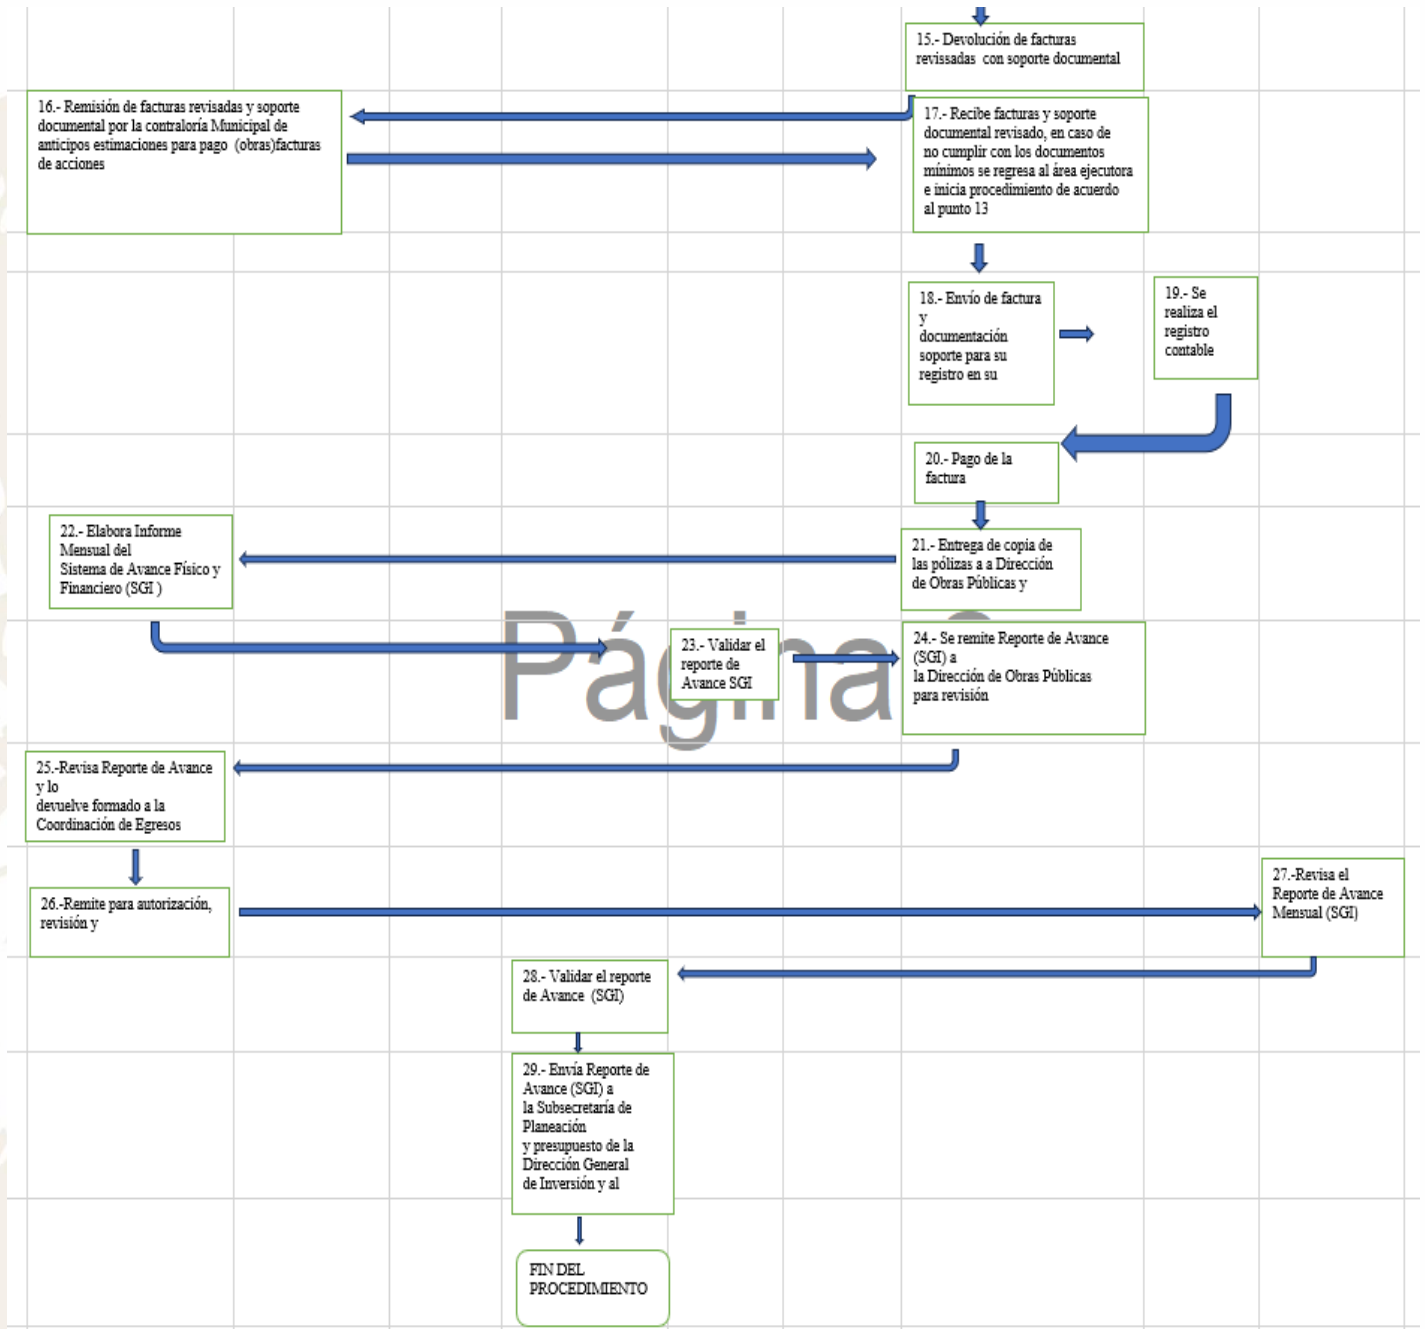 15.- Devolución de facturas
revissadas con soporte documental
16.- Remisión de facturas revisadas y soporte
documental por la contraloría Municipal de
anticipos estimaciones para pago (obras)facturas
de acciones
17.- Recibe facturas y soporte
documental revisado, en caso de
no cumplir con los documentos
mínimos se regresa al área ejecutora
e inicia procedimiento de acuerdo
al punto 13
18.- Envío de factura
y
documentación
soporte para su
registro en su
19.- Se
realiza el
registro
contable
20.- Pago de la
factura
21.- Entrega de copia de
las pólizas a a Dirección
de Obras Públicas y
22.- Elabora Informe
Mensual del
Sistema de Avance Físico y
Financiero (SGI )
Página
23.- Validar el
reporte de
Avance SGI
24.- Se remite Reporte de Avance
(SGI) a
la Dirección de Obras Públicas
para revisión
25.-Revisa Reporte de Avance
y lo
devuelve formado a la
Coordinación de Egresos
26.-Remite para autorización,
revisión y
27.-Revisa el
Reporte de Avance
Mensual (SGI)
28.- Validar el reporte
de Avance (SGI)
29.- Envía Reporte de
Avance (SGI) a
la Subsecretaría de
Planeación
y presupuesto de la
Dirección General
de Inversión y al
FIN DEL
PROCEDIMIENTO